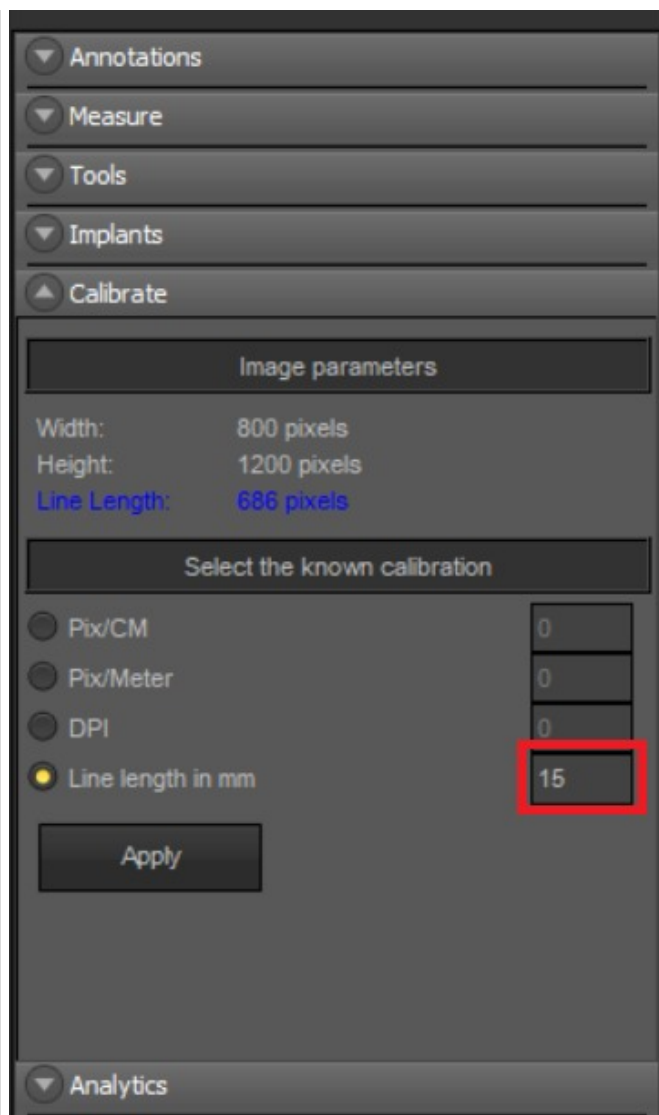 Annotations
Measure
Tools
Implants
Calibrate
Image parameters
Width: 800 pixels
Height: 1200 pixels
Line Length: 686 pixels
Select the known calibration
Pix/CM 0
Pix/Meter 0
DPI 0
Line length in mm 15
Apply
Analytics